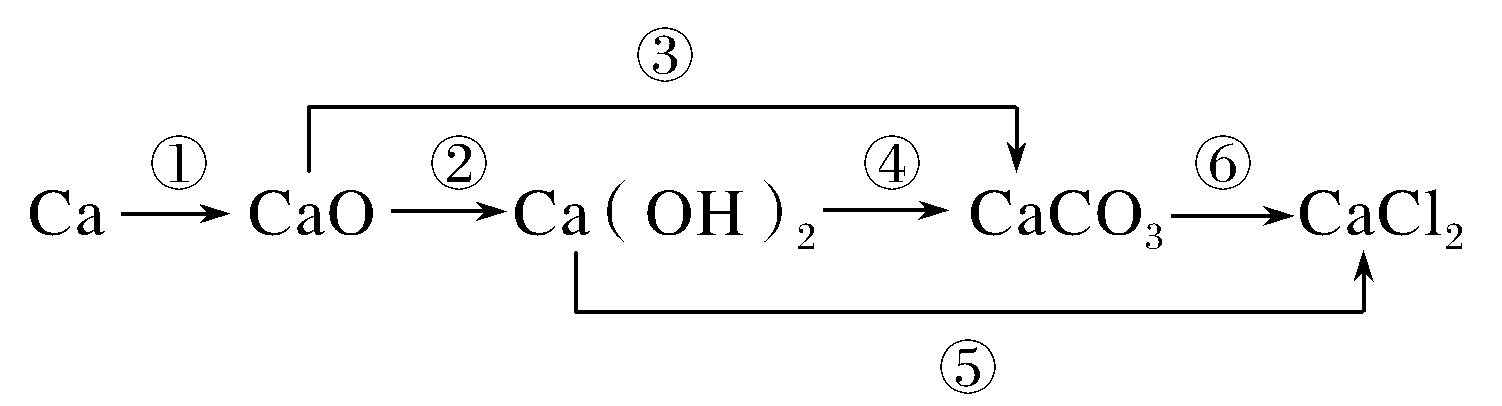 ③
① ② ④ ⑥
Ca CaO Ca(OH)₂ CaCO₃ CaCl₂
⑤